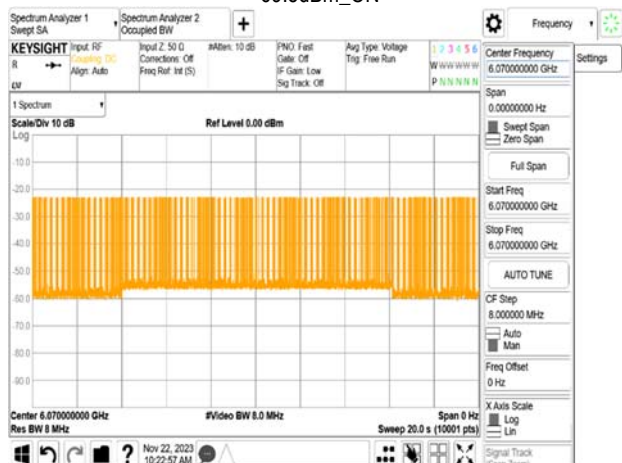 Spectrum Analyzer 1
Swept SA
Spectrum Analyzer 2
Occupied BW
+
Frequency
KEYSIGHT
R
Input: RF
Coupling: DC
Align: Auto
Input Z: 50 Ω
Corrections: Off
Freq Ref: Int (S)
#Atten: 10 dB
PNO: Fast
Gate: Off
IF Gain: Low
Sig Track: Off
Avg Type: Voltage
Trig: Free Run
1 2 3 4 5 6
W W W W W W
P N N N N N
Center Frequency
6.070000000 GHz
Settings
Span
0.00000000 Hz
Swept Span
Zero Span
Full Span
Start Freq
6.070000000 GHz
Stop Freq
6.070000000 GHz
AUTO TUNE
CF Step
8.000000 MHz
Auto
Man
Freq Offset
0 Hz
X Axis Scale
Log
Lin
Signal Track
1 Spectrum
Scale/Div 10 dB
Ref Level 0.00 dBm
Log
-10.0
-20.0
-30.0
-40.0
-50.0
-60.0
-70.0
-80.0
-90.0
Center 6.070000000 GHz
#Video BW 8.0 MHz
Span 0 Hz
Res BW 8 MHz
Sweep 20.0 s (10001 pts)
?
Nov 22, 2023
10:22:57 AM